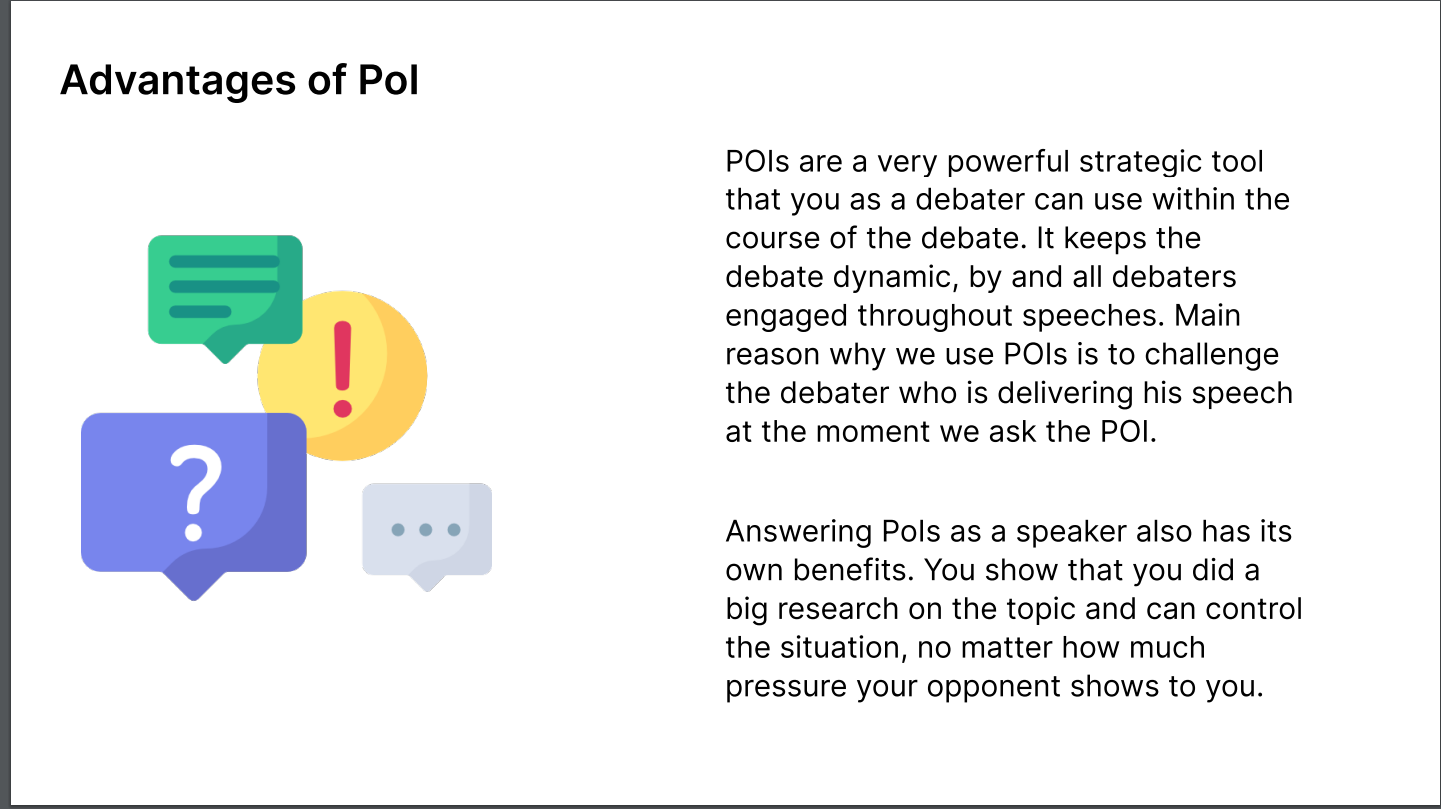 Advantages of PoI
POIs are a very powerful strategic tool
that you as a debater can use within the
course of the debate. It keeps the
debate dynamic, by and all debaters
engaged throughout speeches. Main
reason why we use POIs is to challenge
the debater who is delivering his speech
at the moment we ask the POI.
Answering PoIs as a speaker also has its
own benefits. You show that you did a
big research on the topic and can control
the situation, no matter how much
pressure your opponent shows to you.